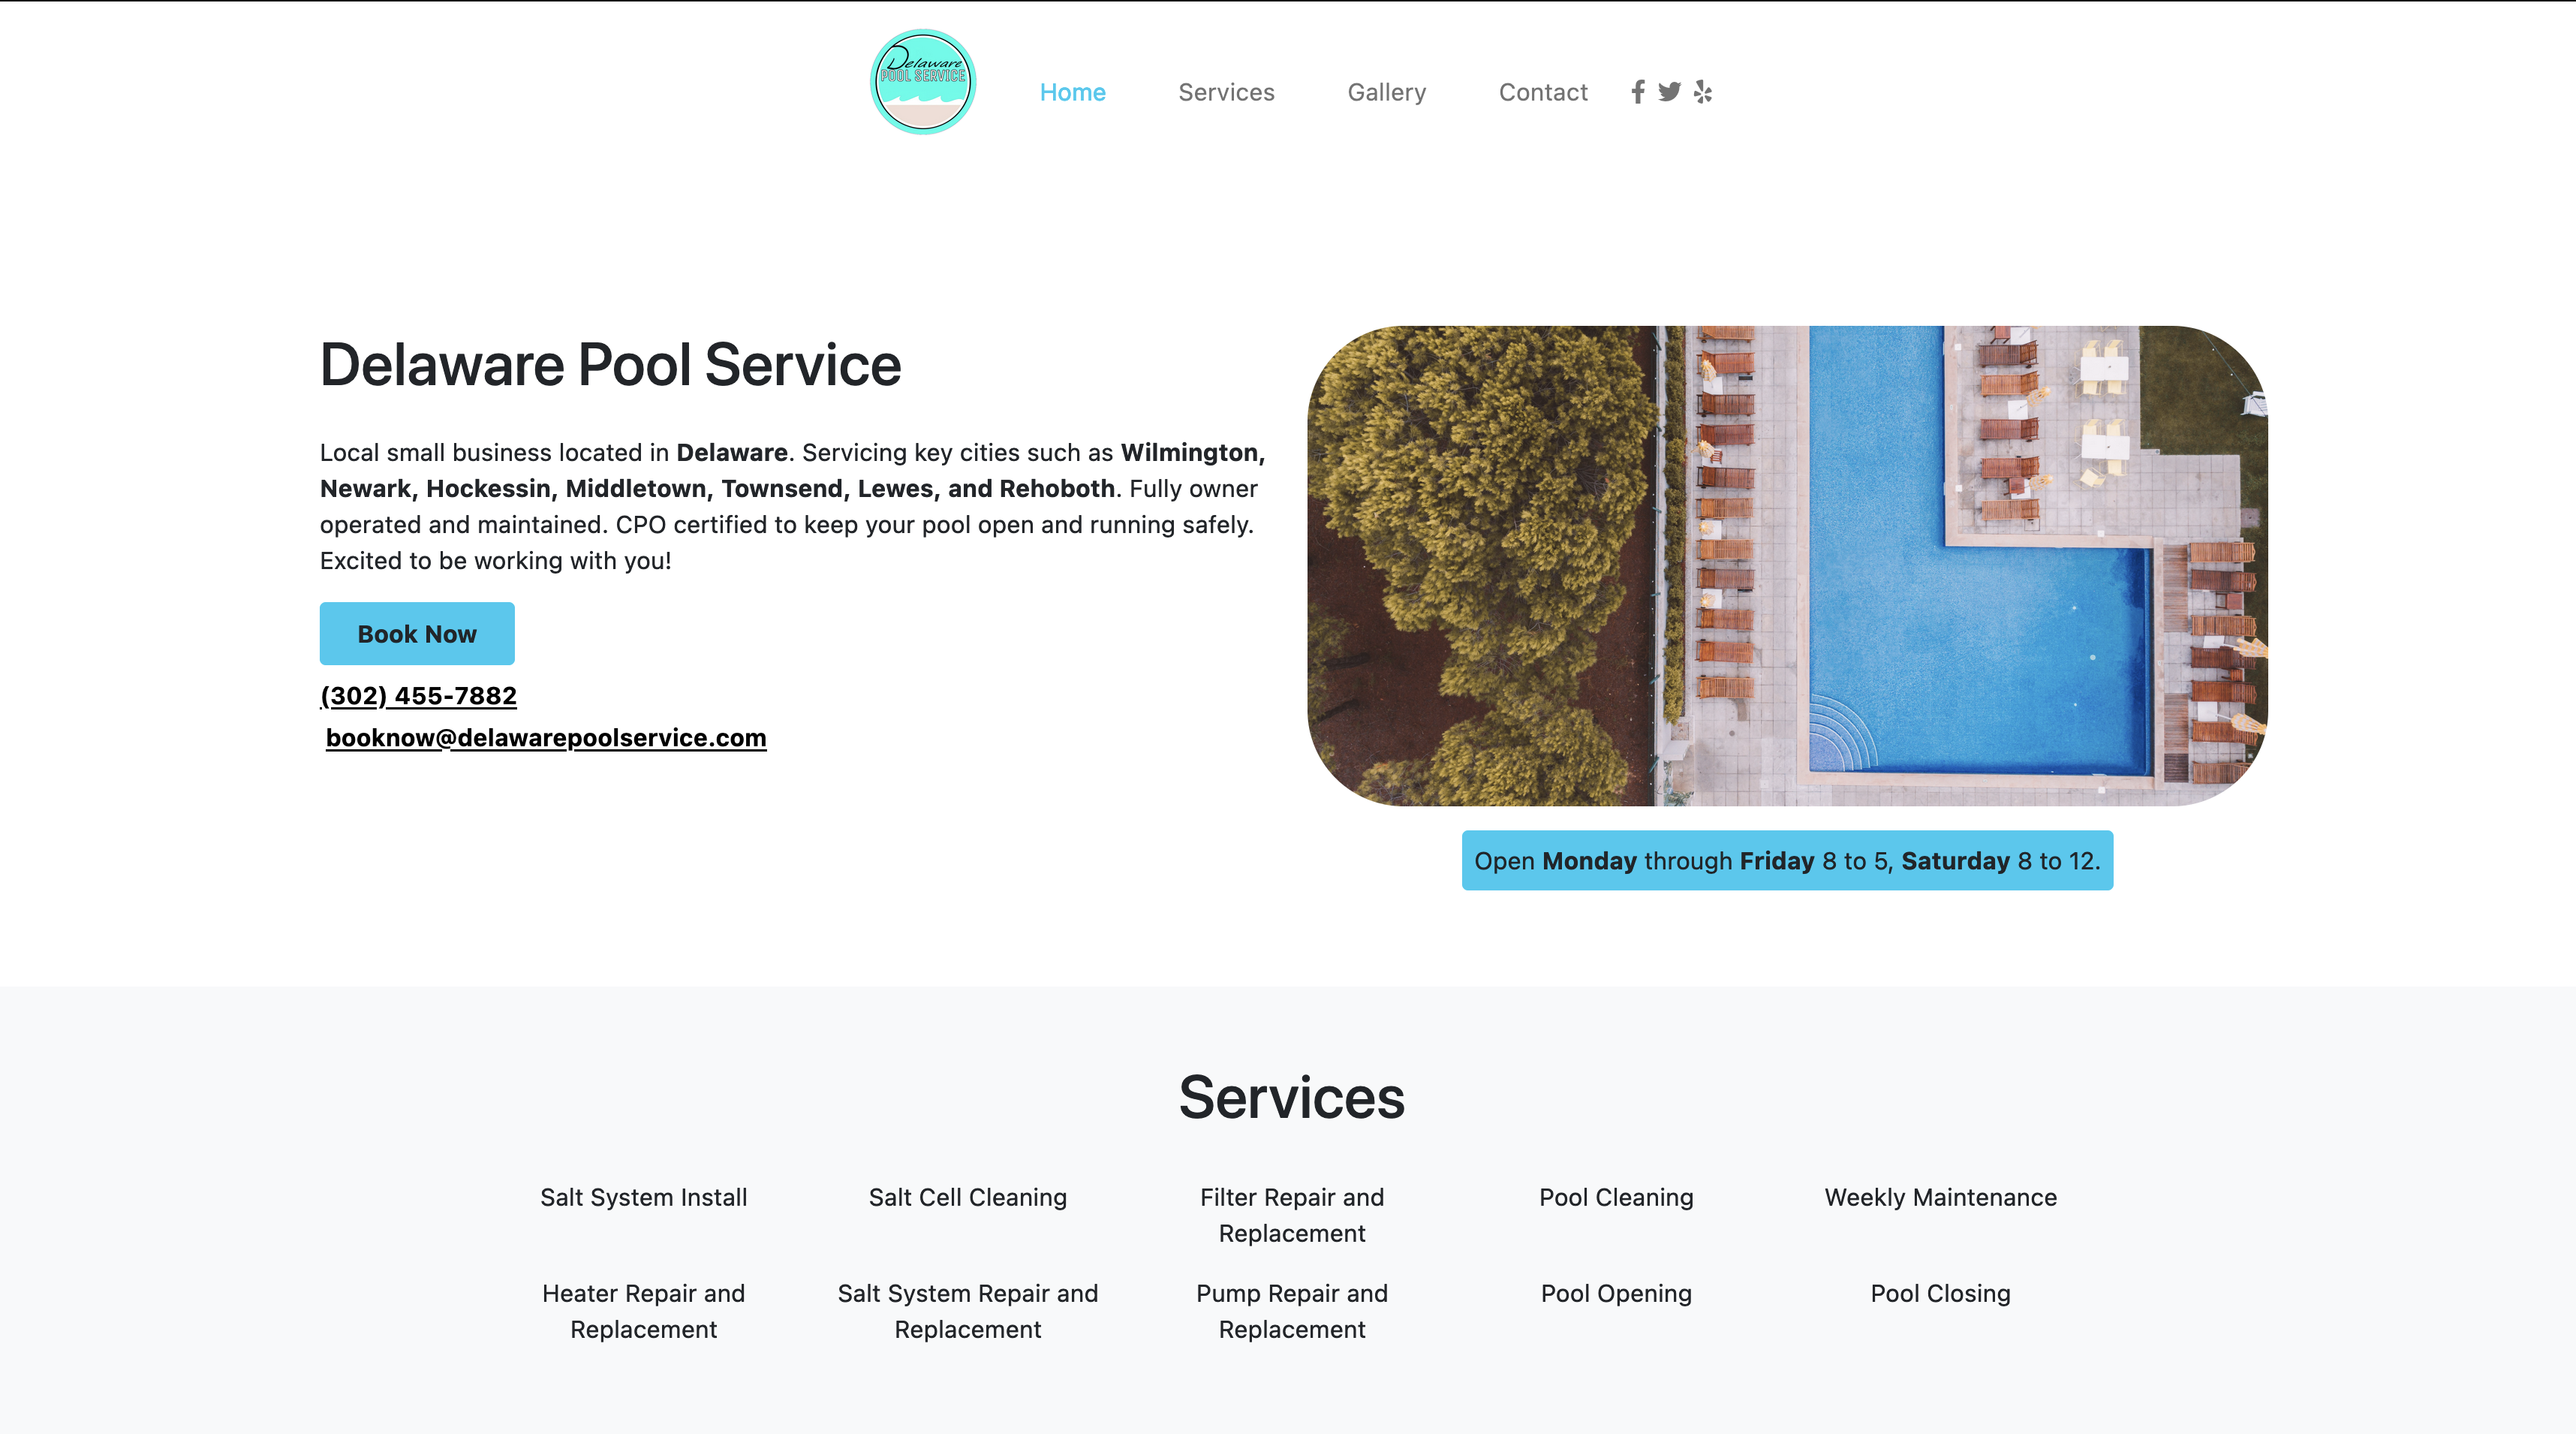 Delaware
POOL SERVICE
Home
Services
Gallery
Contact
Delaware Pool Service
Local small business located in Delaware. Servicing key cities such as Wilmington,
Newark, Hockessin, Middletown, Townsend, Lewes, and Rehoboth. Fully owner
operated and maintained. CPO certified to keep your pool open and running safely.
Excited to be working with you!
Book Now
(302) 455-7882
booknow@delawarepoolservice.com
Open Monday through Friday 8 to 5, Saturday 8 to 12.
Services
Salt System Install
Salt Cell Cleaning
Filter Repair and
Replacement
Pool Cleaning
Weekly Maintenance
Heater Repair and
Replacement
Salt System Repair and
Replacement
Pump Repair and
Replacement
Pool Opening
Pool Closing